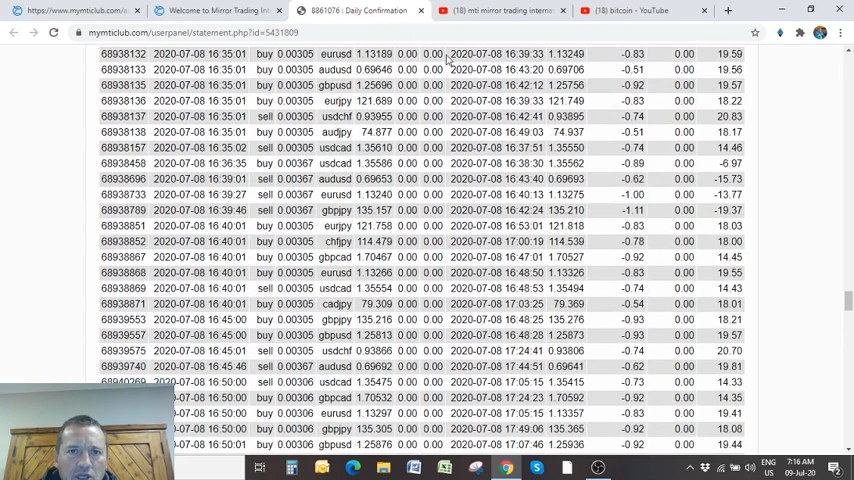 https://www.mymticlub.com/userp
Welcome to Mirror Trading Inte
8861076 : Daily Confirmation
(18) mti mirror trading interna
(18) bitcoin - YouTube
mymticlub.com/userpanel/statement.php?id=5431809
68938132 2020-07-08 16:35:01 buy 0.00305 eurusd 1.13189 0.00 0.00 2020-07-08 16:39:33 1.13249 -0.83 0.00 19.59
68938133 2020-07-08 16:35:01 buy 0.00305 audusd 0.69646 0.00 0.00 2020-07-08 16:43:20 0.69706 -0.51 0.00 19.56
68938135 2020-07-08 16:35:01 buy 0.00305 gbpusd 1.25696 0.00 0.00 2020-07-08 16:42:12 1.25756 -0.92 0.00 19.57
68938136 2020-07-08 16:35:01 buy 0.00305 eurjpy 121.689 0.00 0.00 2020-07-08 16:39:33 121.749 -0.83 0.00 18.22
68938137 2020-07-08 16:35:01 sell 0.00305 usdchf 0.93955 0.00 0.00 2020-07-08 16:42:41 0.93895 -0.74 0.00 20.83
68938138 2020-07-08 16:35:01 buy 0.00305 audjpy 74.877 0.00 0.00 2020-07-08 16:49:03 74.937 -0.51 0.00 18.17
68938157 2020-07-08 16:35:02 sell 0.00305 usdcad 1.35610 0.00 0.00 2020-07-08 16:37:51 1.35550 -0.74 0.00 14.46
68938458 2020-07-08 16:36:35 buy 0.00367 usdcad 1.35586 0.00 0.00 2020-07-08 16:38:30 1.35562 -0.89 0.00 -6.97
68938696 2020-07-08 16:39:01 sell 0.00367 audusd 0.69653 0.00 0.00 2020-07-08 16:43:40 0.69693 -0.62 0.00 -15.73
68938733 2020-07-08 16:39:27 sell 0.00367 eurusd 1.13240 0.00 0.00 2020-07-08 16:40:13 1.13275 -1.00 0.00 -13.77
68938789 2020-07-08 16:39:46 sell 0.00367 gbpjpy 135.157 0.00 0.00 2020-07-08 16:42:24 135.210 -1.11 0.00 -19.37
68938851 2020-07-08 16:40:01 buy 0.00305 eurjpy 121.758 0.00 0.00 2020-07-08 16:53:01 121.818 -0.83 0.00 18.03
68938852 2020-07-08 16:40:01 buy 0.00305 chfjpy 114.479 0.00 0.00 2020-07-08 17:00:19 114.539 -0.78 0.00 18.00
68938867 2020-07-08 16:40:01 buy 0.00305 gbpcad 1.70467 0.00 0.00 2020-07-08 16:47:01 1.70527 -0.92 0.00 14.45
68938868 2020-07-08 16:40:01 buy 0.00305 eurusd 1.13266 0.00 0.00 2020-07-08 16:48:50 1.13326 -0.83 0.00 19.55
68938869 2020-07-08 16:40:01 sell 0.00305 usdcad 1.35554 0.00 0.00 2020-07-08 16:48:53 1.35494 -0.74 0.00 14.43
68938871 2020-07-08 16:40:01 buy 0.00305 cadjpy 79.309 0.00 0.00 2020-07-08 17:03:25 79.369 -0.54 0.00 18.01
68939553 2020-07-08 16:45:00 buy 0.00305 gbpjpy 135.216 0.00 0.00 2020-07-08 16:48:25 135.276 -0.93 0.00 18.21
68939557 2020-07-08 16:45:00 buy 0.00305 gbpusd 1.25813 0.00 0.00 2020-07-08 16:48:28 1.25873 -0.93 0.00 19.57
68939575 2020-07-08 16:45:01 sell 0.00305 usdchf 0.93866 0.00 0.00 2020-07-08 17:24:41 0.93806 -0.74 0.00 20.70
68939740 2020-07-08 16:45:46 sell 0.00367 audusd 0.69692 0.00 0.00 2020-07-08 17:44:51 0.69641 -0.62 0.00 19.81
68940269 2020-07-08 16:50:00 sell 0.00306 usdcad 1.35475 0.00 0.00 2020-07-08 17:05:15 1.35415 -0.73 0.00 14.33
2020-07-08 16:50:00 buy 0.00306 gbpcad 1.70532 0.00 0.00 2020-07-08 17:24:23 1.70592 -0.92 0.00 14.35
2020-07-08 16:50:00 buy 0.00306 eurusd 1.13297 0.00 0.00 2020-07-08 17:05:15 1.13357 -0.83 0.00 19.41
2020-07-08 16:50:00 buy 0.00306 gbpjpy 135.305 0.00 0.00 2020-07-08 17:49:06 135.365 -0.92 0.00 18.08
2020-07-08 16:50:01 buy 0.00306 gbpusd 1.25876 0.00 0.00 2020-07-08 17:07:46 1.25936 -0.92 0.00 19.44
ENG
US
7:16 AM
09-Jul-20
2